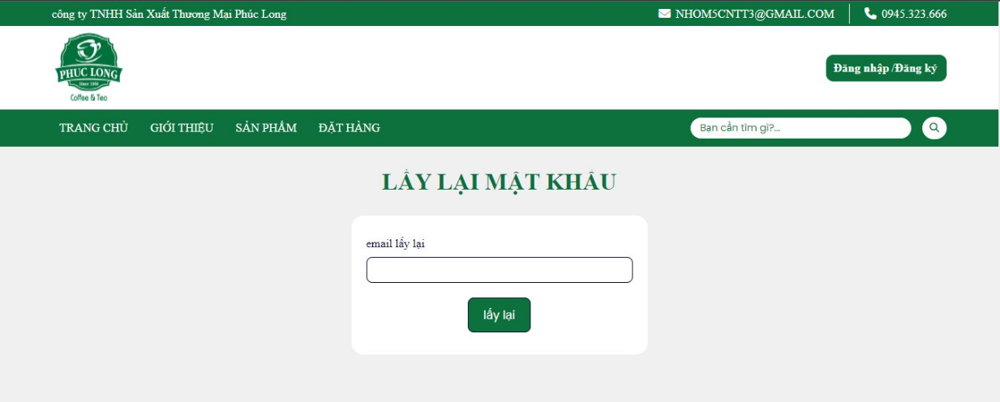 công ty TNHH Sản Xuất Thương Mại Phúc Long
NHOM5CNTT3@GMAIL.COM
0945.323.666
PHUC LONG
Since 1968
Coffee & Tea
Đăng nhập /Đăng ký
TRANG CHỦ GIỚI THIỆU SẢN PHẨM ĐẶT HÀNG
Bạn cần tìm gì?...
LẤY LẠI MẬT KHẨU
email lấy lại
lấy lại